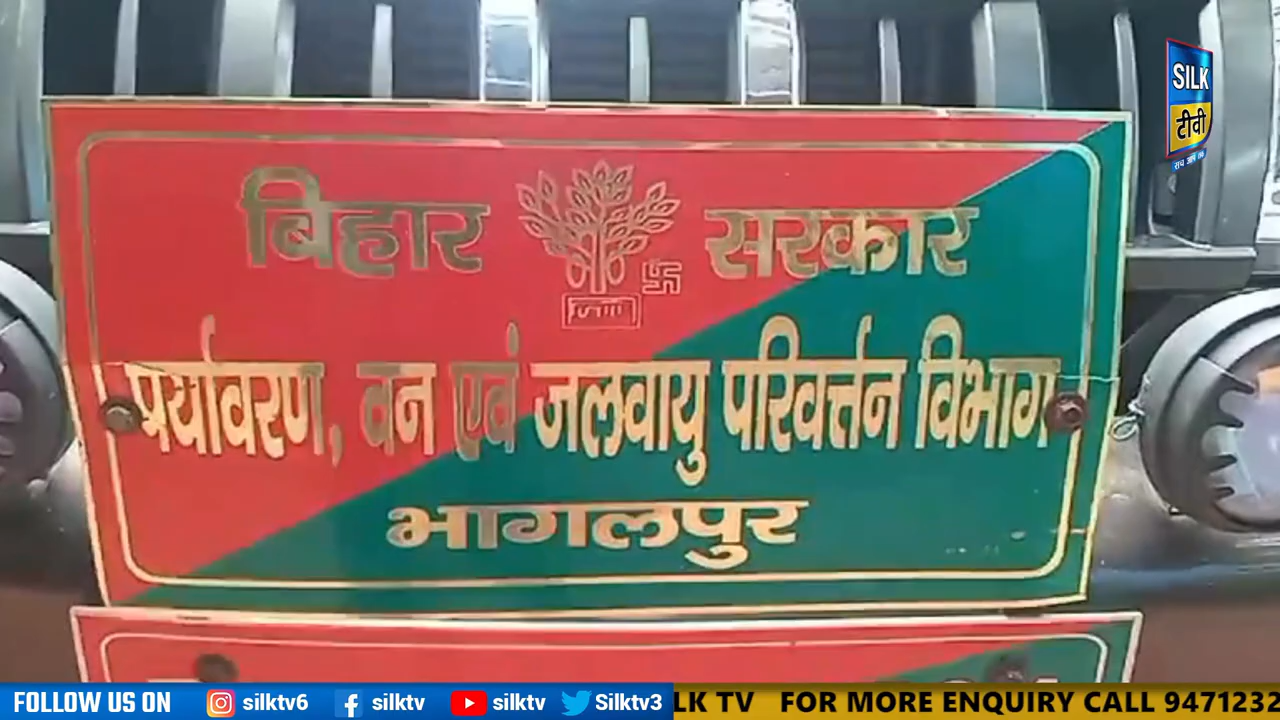 SILK
टीवी
बिहार सरकार
पर्यावरण, वन एवं जलवायु परिवर्त्तन विभाग
भागलपुर
FOLLOW US ON silktv6 silktv silktv Silktv3 LK TV FOR MORE ENQUIRY CALL 9471232